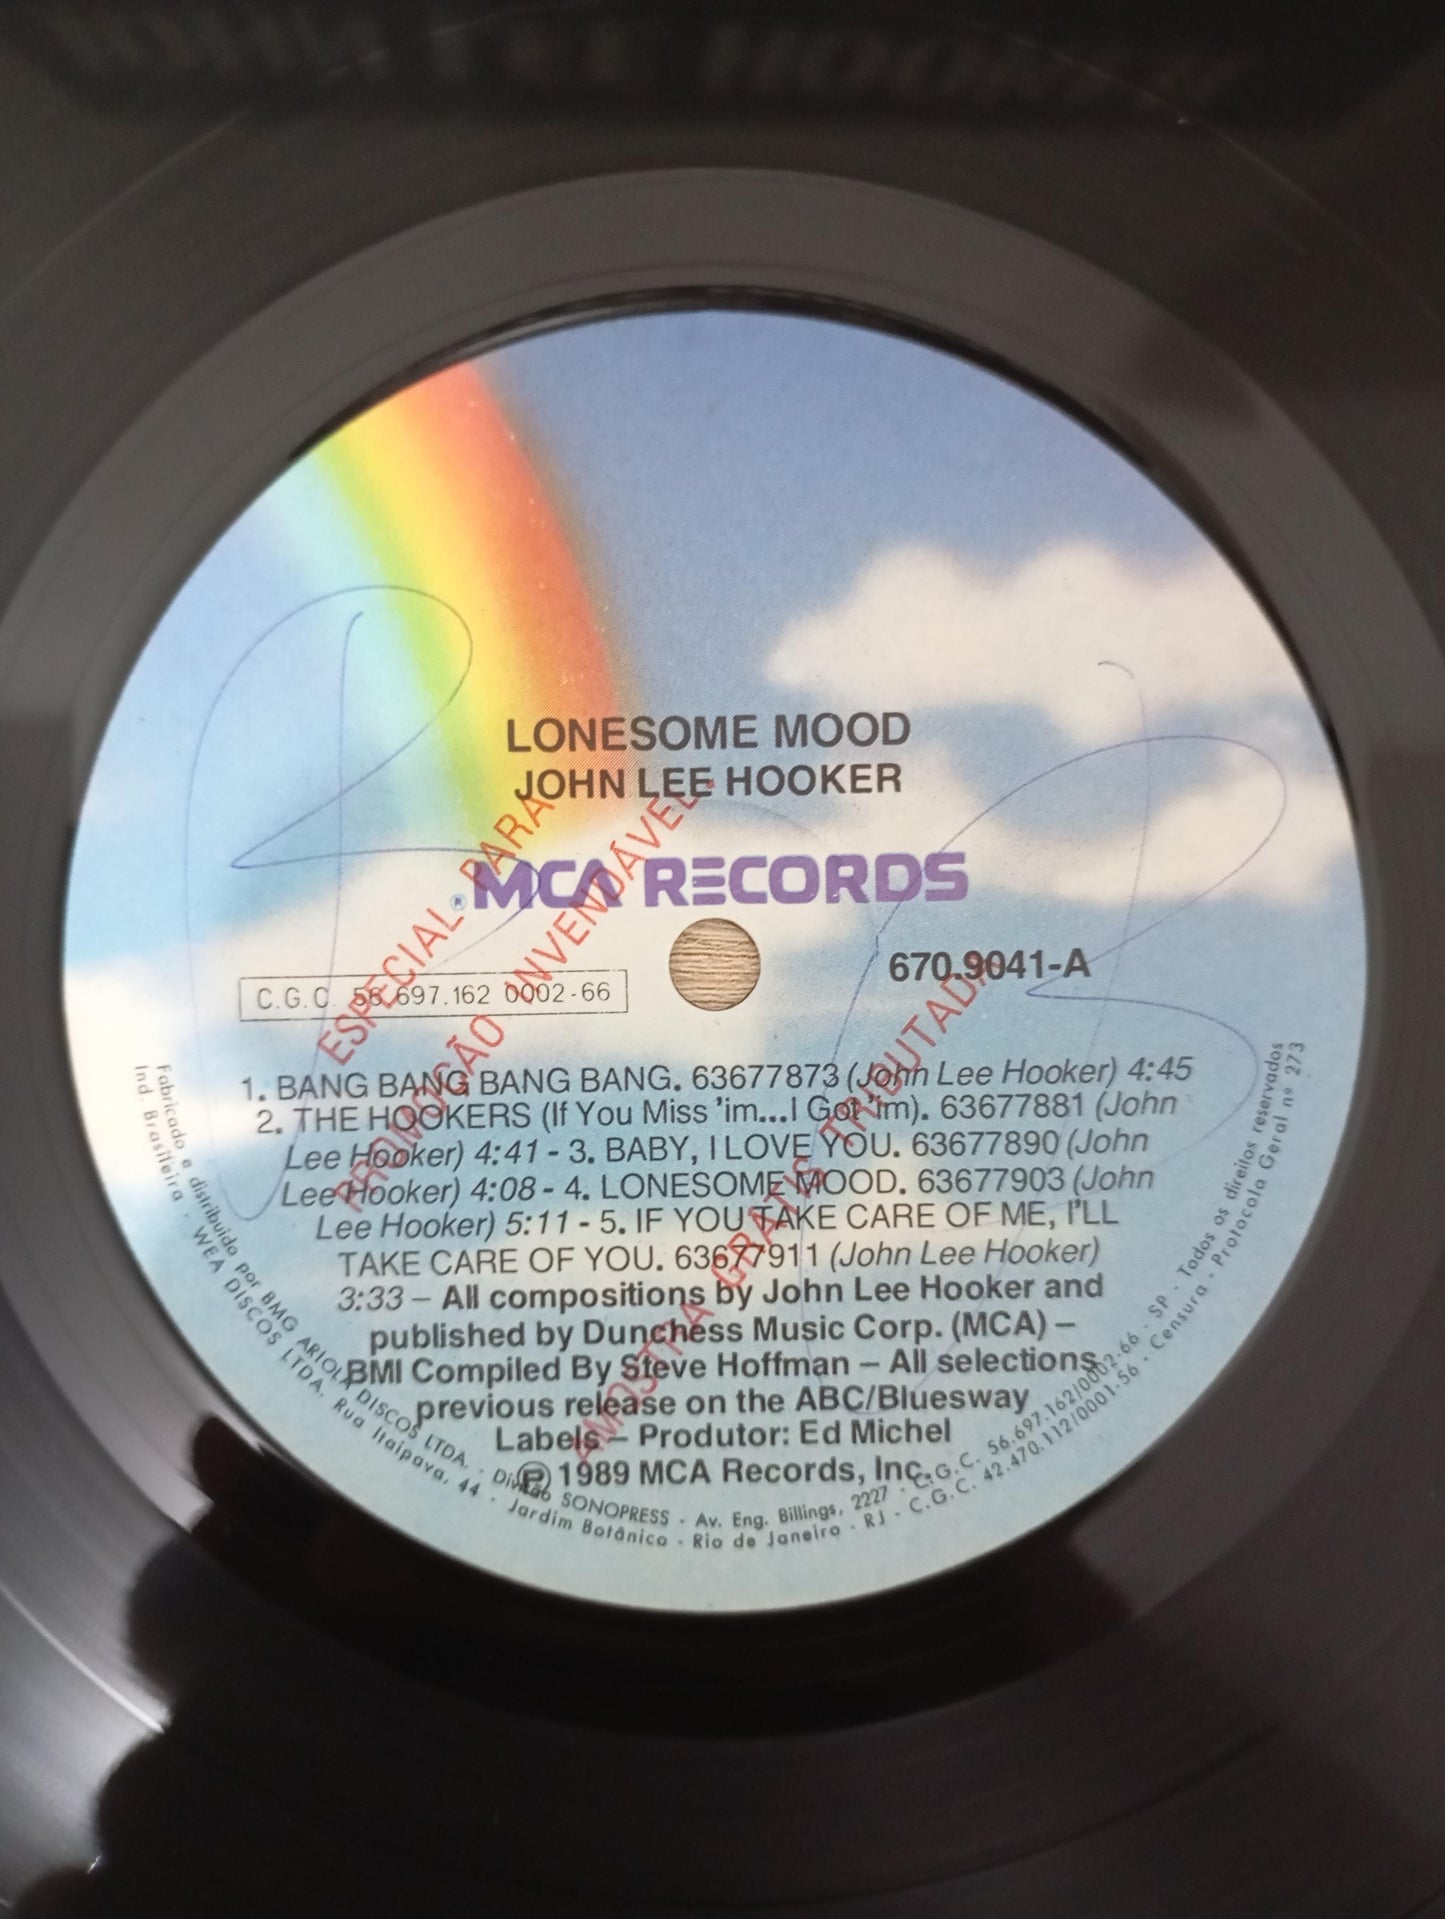 LONESOME MOOD
JOHN LEE HOOKER
® MCA RECORDS
C.G.C. 56.697.162 0002-66
670.9041-A
1. BANG BANG BANG BANG. 63677873 (John Lee Hooker) 4:45
2. THE HOOKERS (If You Miss 'im...I Got 'im). 63677881 (John
Lee Hooker) 4:41 - 3. BABY, I LOVE YOU. 63677890 (John
Lee Hooker) 4:08 - 4. LONESOME MOOD. 63677903 (John
Lee Hooker) 5:11 - 5. IF YOU TAKE CARE OF ME, I'LL
TAKE CARE OF YOU. 63677911 (John Lee Hooker)
3:33 – All compositions by John Lee Hooker and
published by Dunchess Music Corp. (MCA) –
BMI Compiled By Steve Hoffman – All selections
previous release on the ABC/Bluesway
Labels – Produtor: Ed Michel
℗ 1989 MCA Records, Inc.
ESPECIAL PARA
PROMOÇÃO INVENDÁVEL.
AMOSTRA GRATIS TRIBUTADA
Fabricado e distribuido por BMG ARIOLA DISCOS LTDA. · Divisão SONOPRESS · Av. Eng. Billings, 2227 · C.G.C. 56.697.162/0002-66 · SP · Todos os direitos reservados
Ind. Brasileira · WEA DISCOS LTDA. Rua Itaipava, 44 · Jardim Botânico · Rio de Janeiro · RJ · C.G.C. 42.470.112/0001-56 · Censura · Protocolo Geral nº 273